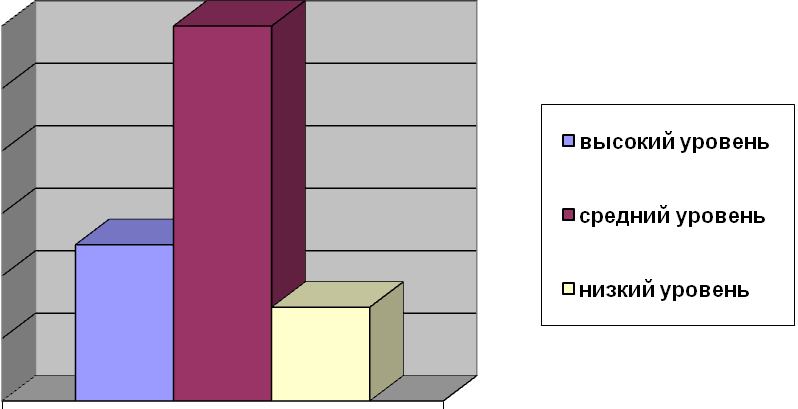 высокий уровень
средний уровень
низкий уровень